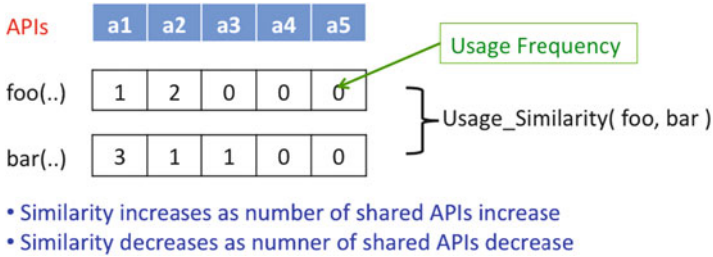 APIs a1 a2 a3 a4 a5
Usage Frequency
foo(..) 1 2 0 0 0
Usage_Similarity( foo, bar )
bar(..) 3 1 1 0 0
• Similarity increases as number of shared APIs increase
• Similarity decreases as numner of shared APIs decrease